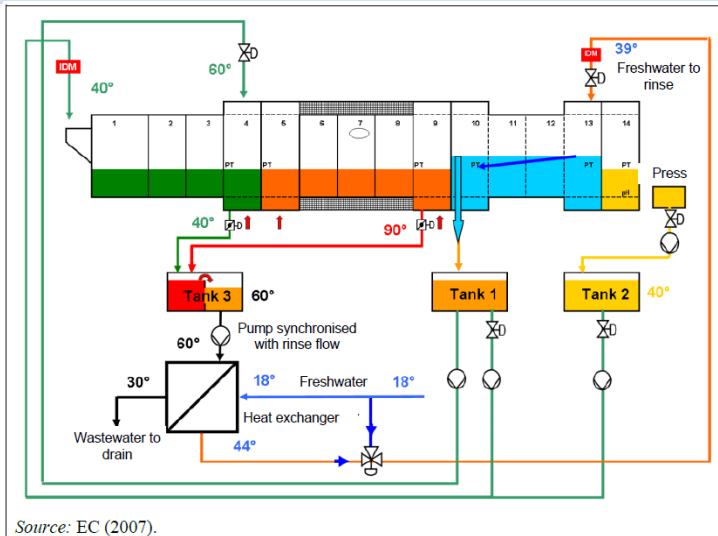 IDM
40°
60°
IDM
39°
Freshwater to
rinse
1
2
3
4
5
6
7
8
9
10
11
12
13
14
PT
PT
PT
PT
PT
PT
pH
Press
40°
90°
Tank 3
60°
Tank 1
Tank 2
40°
Pump synchronised
with rinse flow
60°
30°
18°
Freshwater
18°
Heat exchanger
Wastewater to
drain
44°
Source: EC (2007).